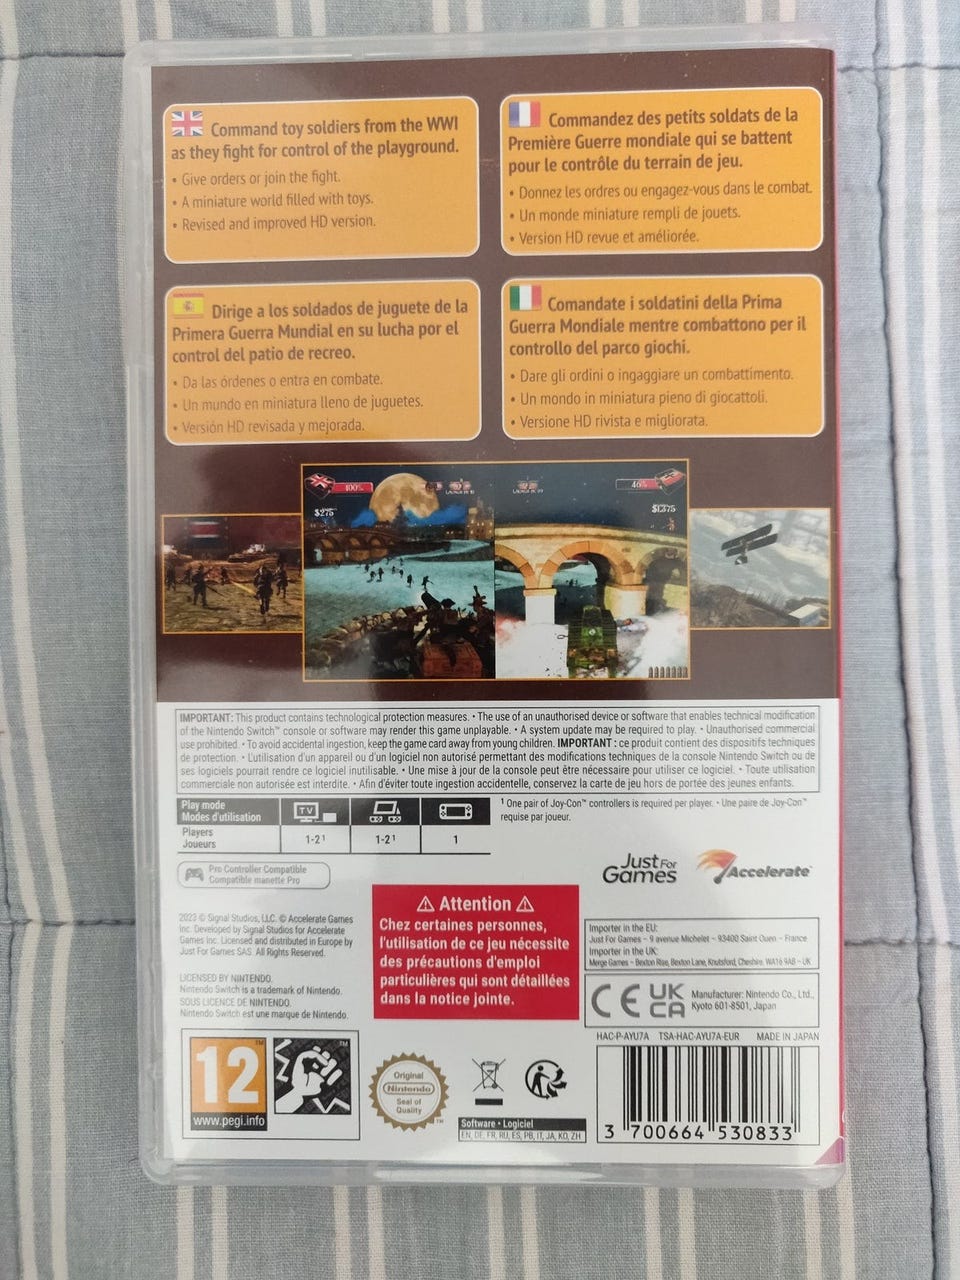 Command toy soldiers from the WWI
as they fight for control of the playground.
• Give orders or join the fight.
• A miniature world filled with toys.
• Revised and improved HD version.
Commandez des petits soldats de la
Première Guerre mondiale qui se battent
pour le contrôle du terrain de jeu.
• Donnez les ordres ou engagez-vous dans le combat.
• Un monde miniature rempli de jouets.
• Version HD revue et améliorée.
Dirige a los soldados de juguete de la
Primera Guerra Mundial en su lucha por el
control del patio de recreo.
• Da las órdenes o entra en combate.
• Un mundo en miniatura lleno de juguetes.
• Versión HD revisada y mejorada.
Comandate i soldatini della Prima
Guerra Mondiale mentre combattono per il
controllo del parco giochi.
• Dare gli ordini o ingaggiare un combattimento.
• Un mondo in miniatura pieno di giocattoli.
• Versione HD rivista e migliorata.
100%
$275
46%
$1,375
IMPORTANT: This product contains technological protection measures. • The use of an unauthorised device or software that enables technical modification
of the Nintendo Switch™ console or software may render this game unplayable. • A system update may be required to play. • Unauthorised commercial
use prohibited. • To avoid accidental ingestion, keep the game card away from young children. IMPORTANT : ce produit contient des dispositifs techniques
de protection. • L'utilisation d'un appareil ou d'un logiciel non autorisé permettant des modifications techniques de la console Nintendo Switch ou de
ses logiciels pourrait rendre ce logiciel inutilisable. • Une mise à jour de la console peut être nécessaire pour utiliser ce logiciel. • Toute utilisation
commerciale non autorisée est interdite. • Afin d'éviter toute ingestion accidentelle, conservez la carte de jeu hors de portée des jeunes enfants.
Play mode
Modes d'utilisation
TV
Players
Joueurs
1-2¹
1-2¹
1
¹ One pair of Joy-Con™ controllers is required per player. • Une paire de Joy-Con™
requise par joueur.
Pro Controller Compatible
Compatible manette Pro
Just For
Games
Accelerate
2023 © Signal Studios, LLC. © Accelerate Games
Inc. Developed by Signal Studios for Accelerate
Games Inc. Licensed and distributed in Europe by
Just For Games SAS. All Rights Reserved.
LICENSED BY NINTENDO.
Nintendo Switch is a trademark of Nintendo.
SOUS LICENCE DE NINTENDO.
Nintendo Switch est une marque de Nintendo.
⚠ Attention ⚠
Chez certaines personnes,
l'utilisation de ce jeu nécessite
des précautions d'emploi
particulières qui sont détaillées
dans la notice jointe.
Importer in the EU:
Just For Games – 9 avenue Michelet – 93400 Saint Ouen – France
Importer in the UK:
Merge Games – Bexton Rise, Bexton Lane, Knutsford, Cheshire. WA16 9AB – UK
CE
UK
CA
Manufacturer: Nintendo Co., Ltd.,
Kyoto 601-8501, Japan
HAC-P-AYU7A TSA-HAC-AYU7A-EUR MADE IN JAPAN
12
www.pegi.info
Original
Nintendo
Seal of
Quality
Software • Logiciel
EN, DE, FR, RU, ES, PB, IT, JA, KO, ZH
3 700664 530833